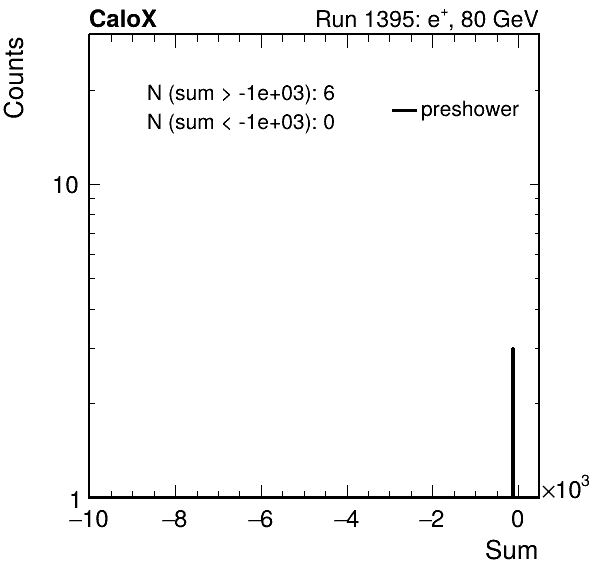 CaloX
Run 1395: e+, 80 GeV
Counts
N (sum > -1e+03): 6
N (sum < -1e+03): 0
preshower
10
1
−10
−8
−6
−4
−2
0
×10³
Sum